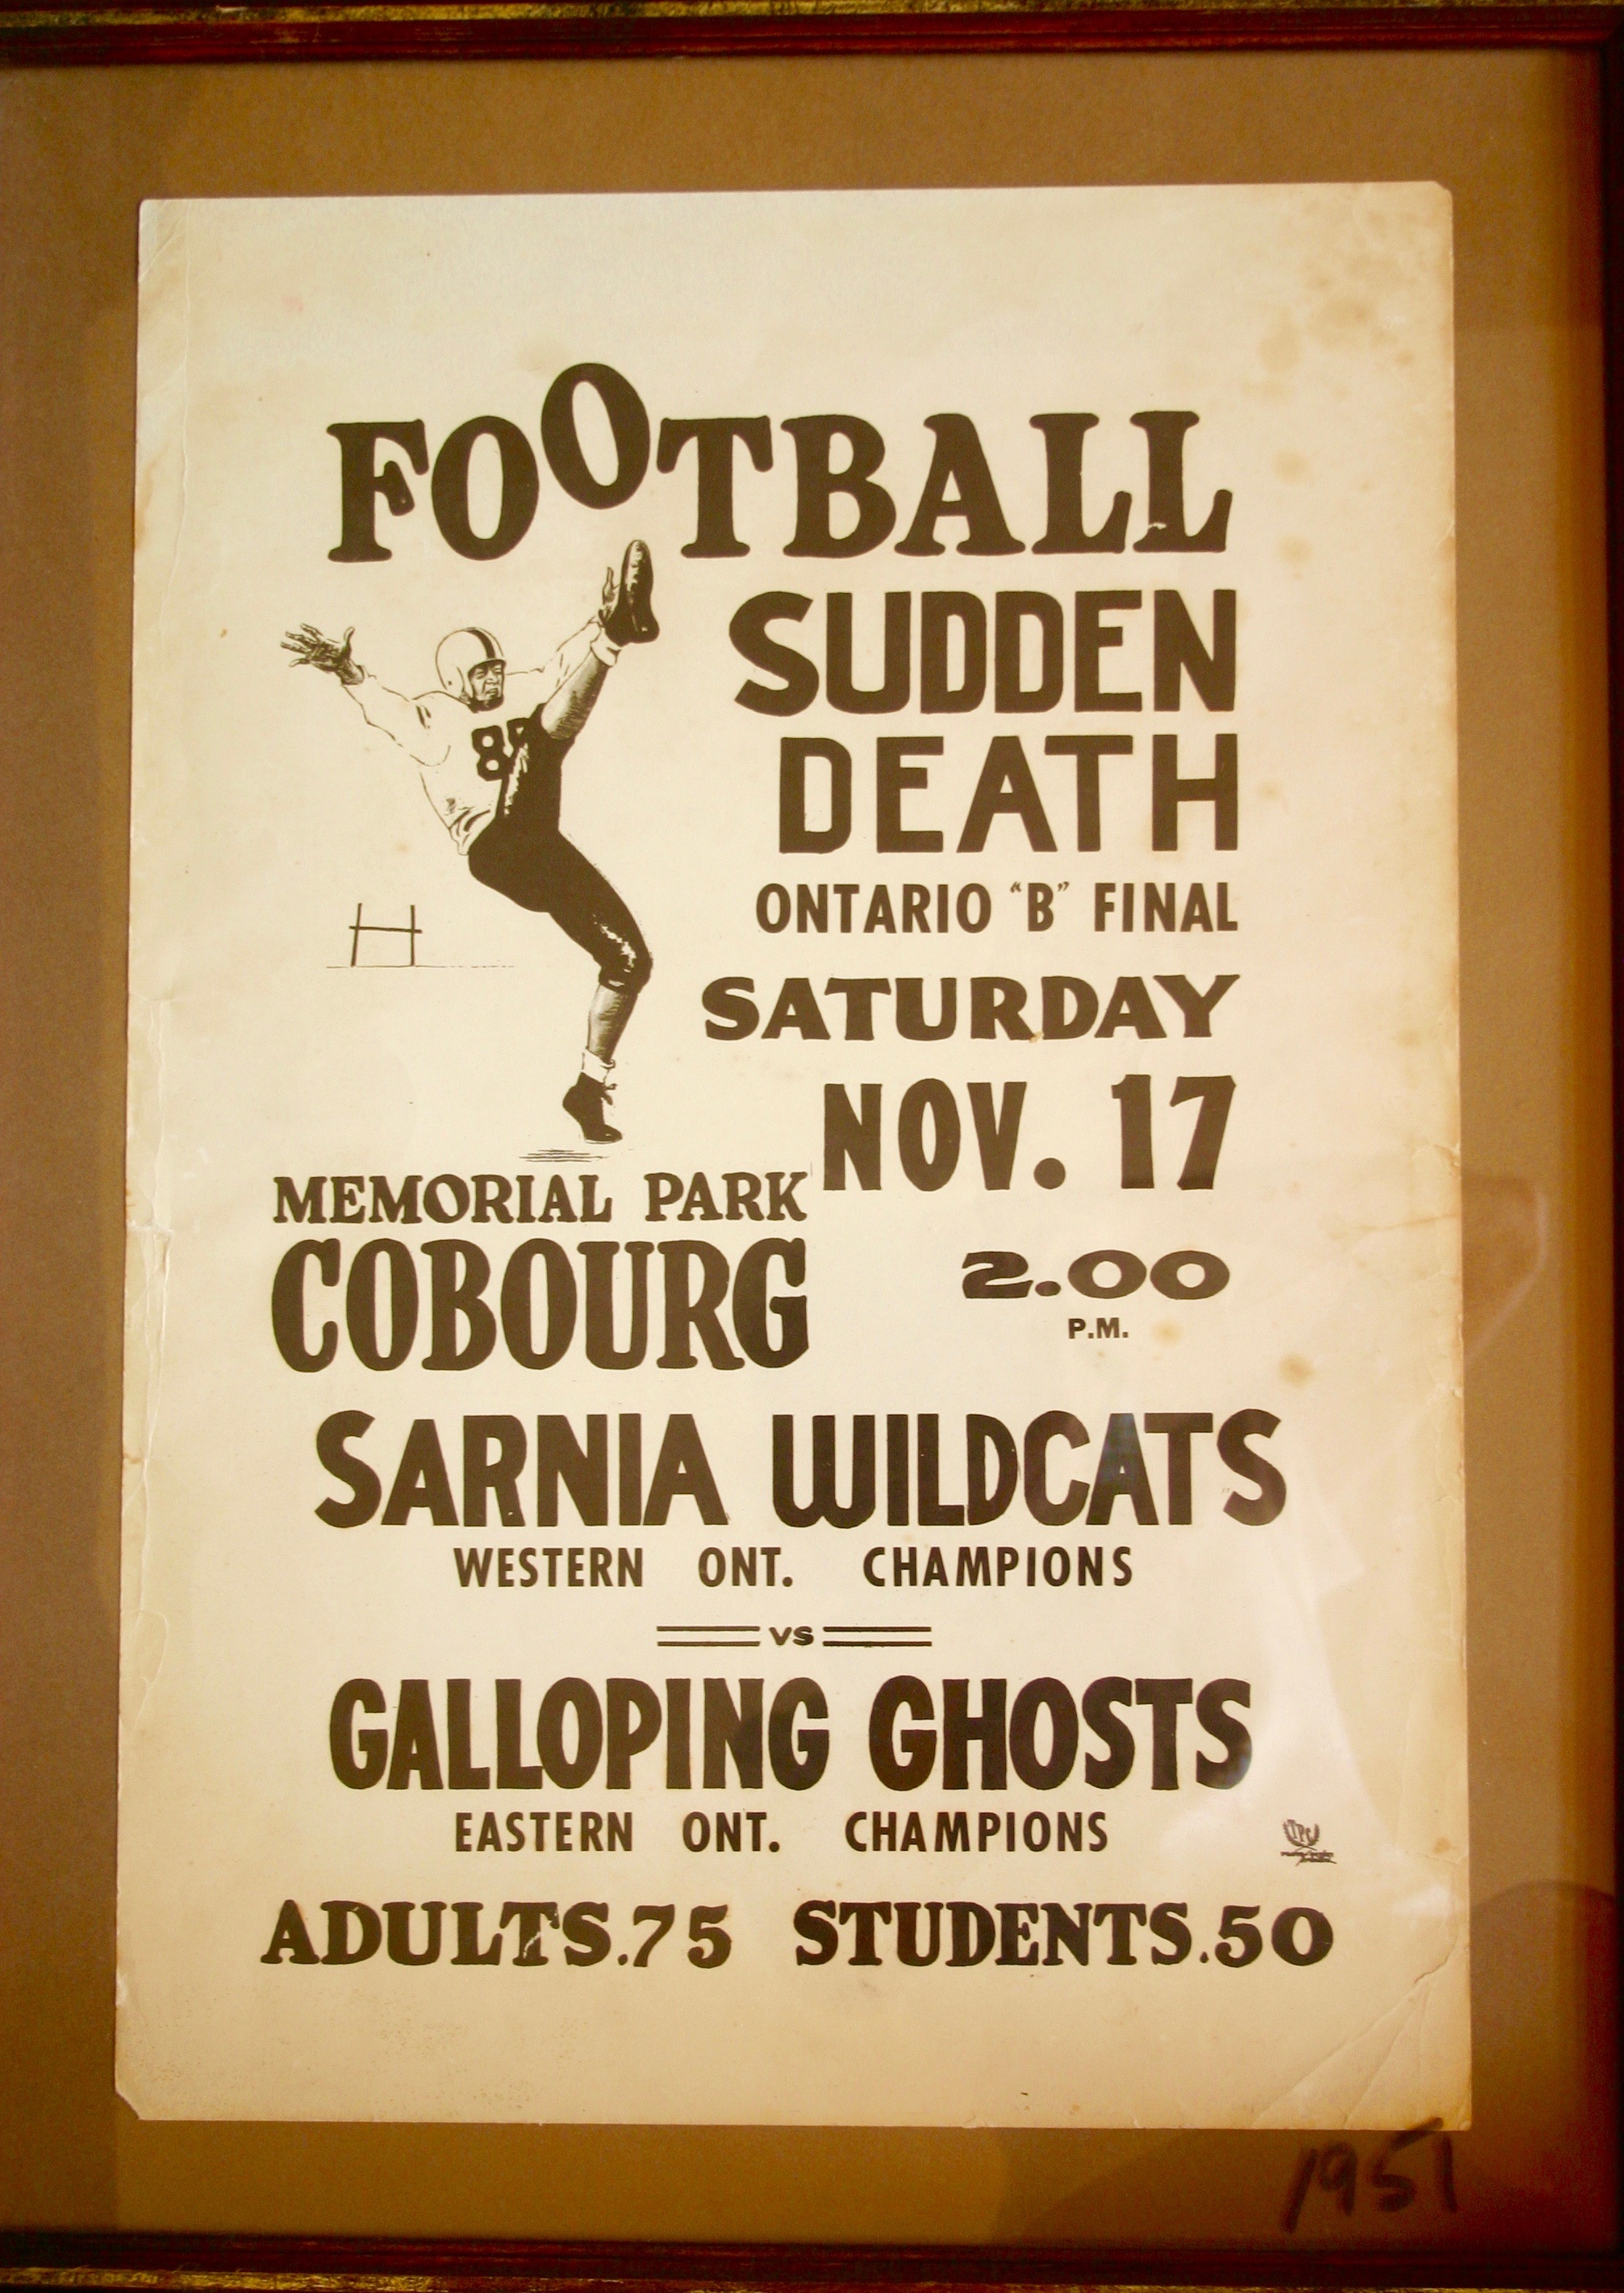 FOOTBALL
SUDDEN
DEATH
ONTARIO "B" FINAL
SATURDAY
NOV. 17
MEMORIAL PARK
COBOURG
2.00
P.M.
SARNIA WILDCATS
WESTERN ONT. CHAMPIONS
VS
GALLOPING GHOSTS
EASTERN ONT. CHAMPIONS
ADULTS .75 STUDENTS .50
1951